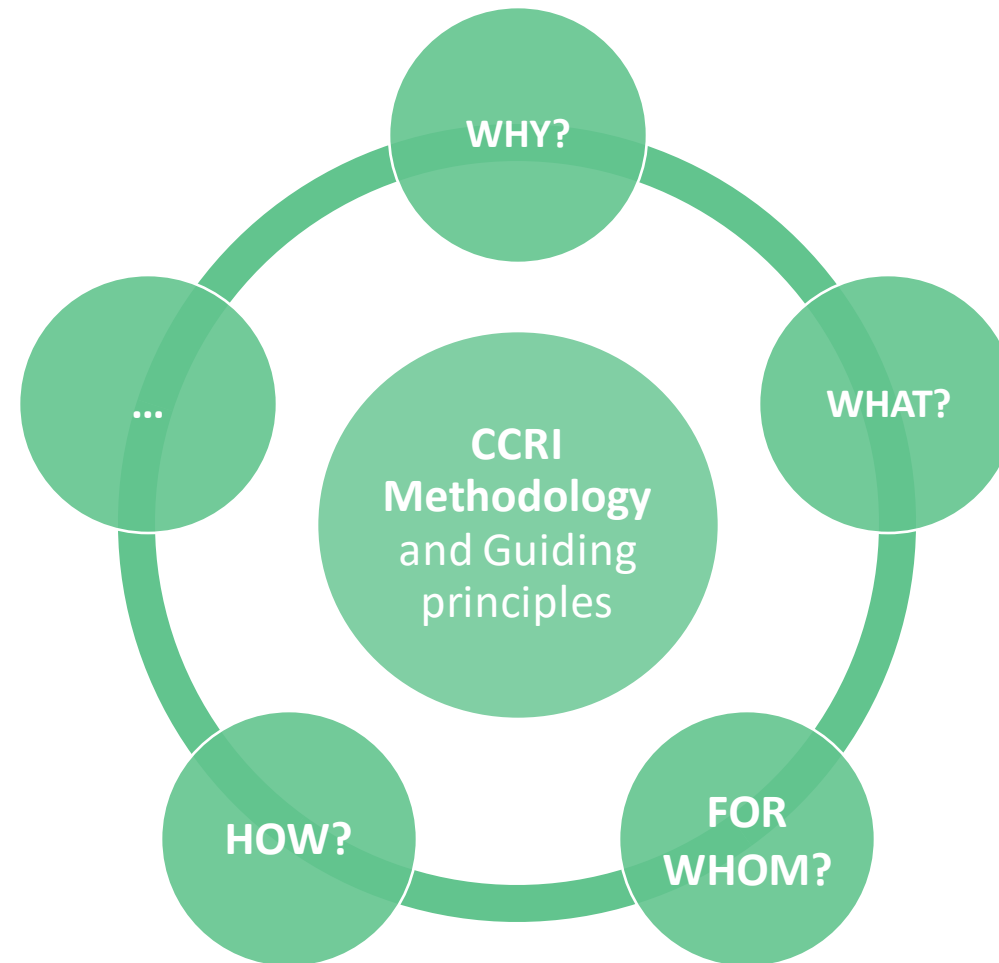 WHY?
WHAT?
...
CCRI
Methodology
and Guiding
principles
FOR
WHOM?
HOW?